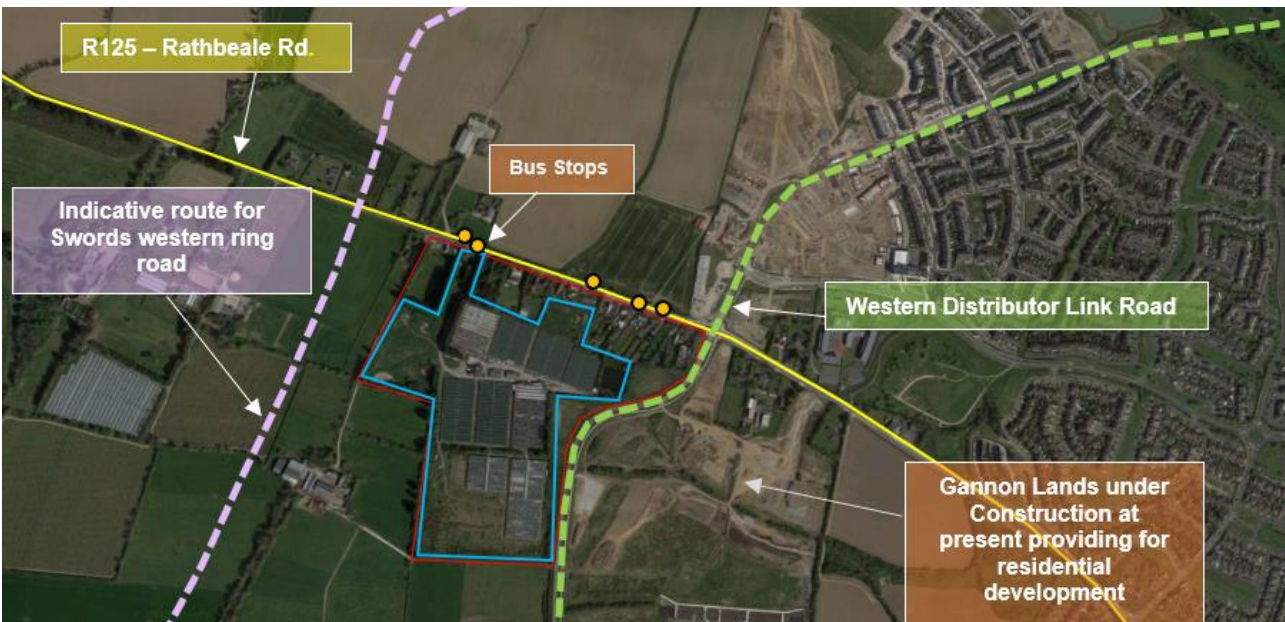 R125 – Rathbeale Rd.
Bus Stops
Indicative route for
Swords western ring
road
Western Distributor Link Road
Gannon Lands under
Construction at
present providing for
residential
development